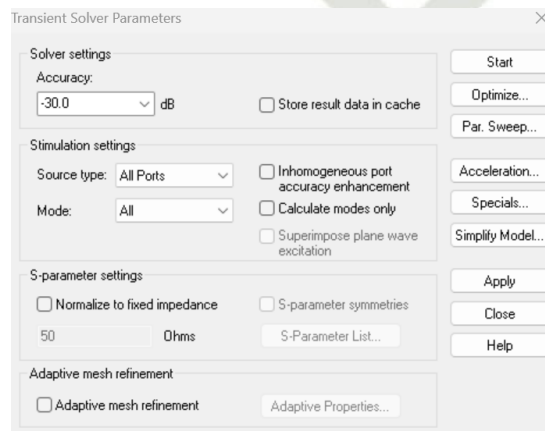 Transient Solver Parameters
Solver settings
Accuracy:
-30.0 dB
Store result data in cache
Stimulation settings
Source type: All Ports
Inhomogeneous port
accuracy enhancement
Mode: All
Calculate modes only
Superimpose plane wave
excitation
S-parameter settings
Normalize to fixed impedance
S-parameter symmetries
50 Ohms
S-Parameter List...
Adaptive mesh refinement
Adaptive mesh refinement
Adaptive Properties...
Start
Optimize...
Par. Sweep...
Acceleration...
Specials...
Simplify Model...
Apply
Close
Help